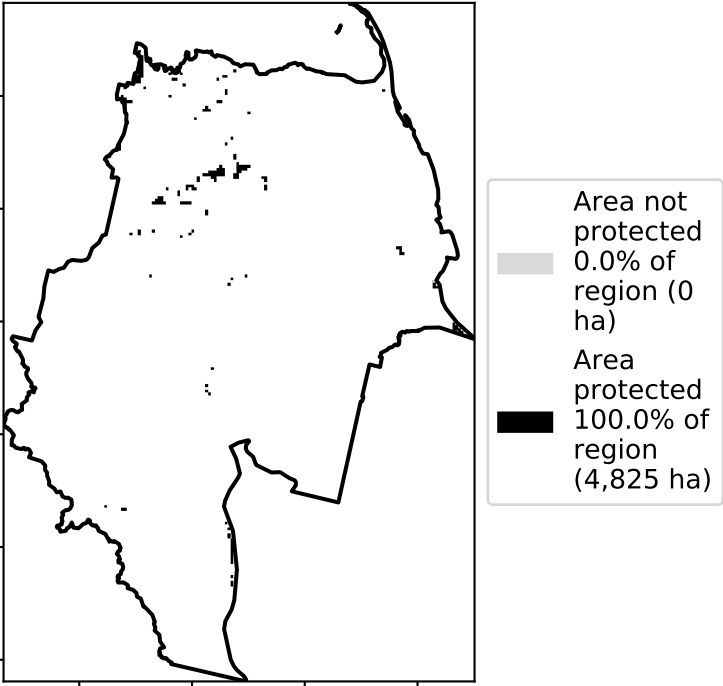 Area not
protected
0.0% of
region (0
ha)
Area
protected
100.0% of
region
(4,825 ha)